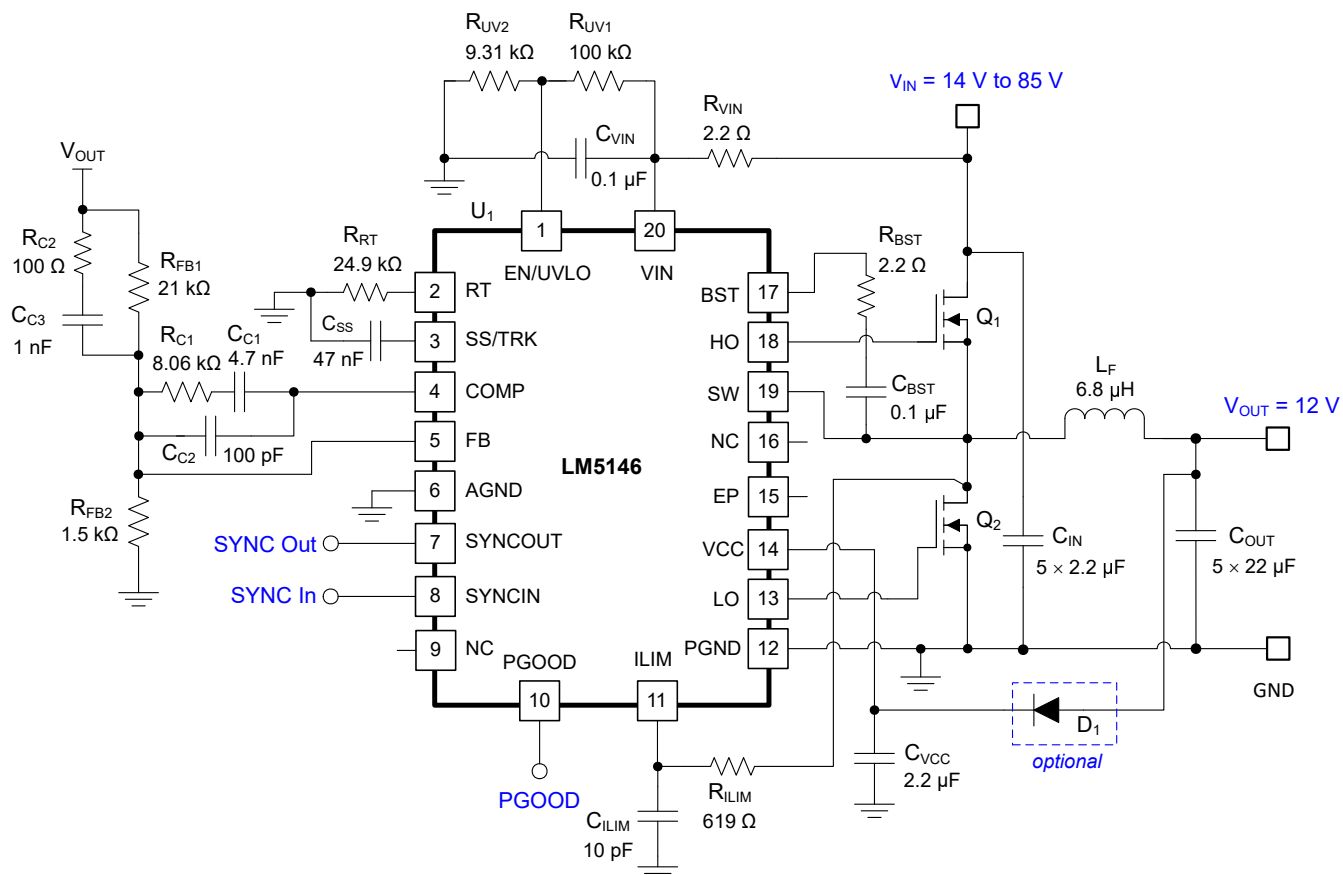 RUV2
9.31 kΩ
RUV1
100 kΩ
VIN = 14 V to 85 V
RVIN
2.2 Ω
CVIN
0.1 µF
VOUT
U1
1
EN/UVLO
20
VIN
RC2
100 Ω
RFB1
21 kΩ
RRT
24.9 kΩ
2
RT
CC3
1 nF
RC1
8.06 kΩ
CC1
4.7 nF
CSS
47 nF
3
SS/TRK
4
COMP
CC2
100 pF
5
FB
RFB2
1.5 kΩ
6
AGND
SYNC Out
7
SYNCOUT
SYNC In
8
SYNCIN
9
NC
LM5146
BST
17
RBST
2.2 Ω
HO
18
Q1
SW
19
CBST
0.1 µF
LF
6.8 µH
VOUT = 12 V
NC
16
EP
15
Q2
VCC
14
CIN
5 × 2.2 µF
COUT
5 × 22 µF
LO
13
PGND
12
GND
PGOOD
10
ILIM
11
PGOOD
CILIM
10 pF
RILIM
619 Ω
CVCC
2.2 µF
D1
optional